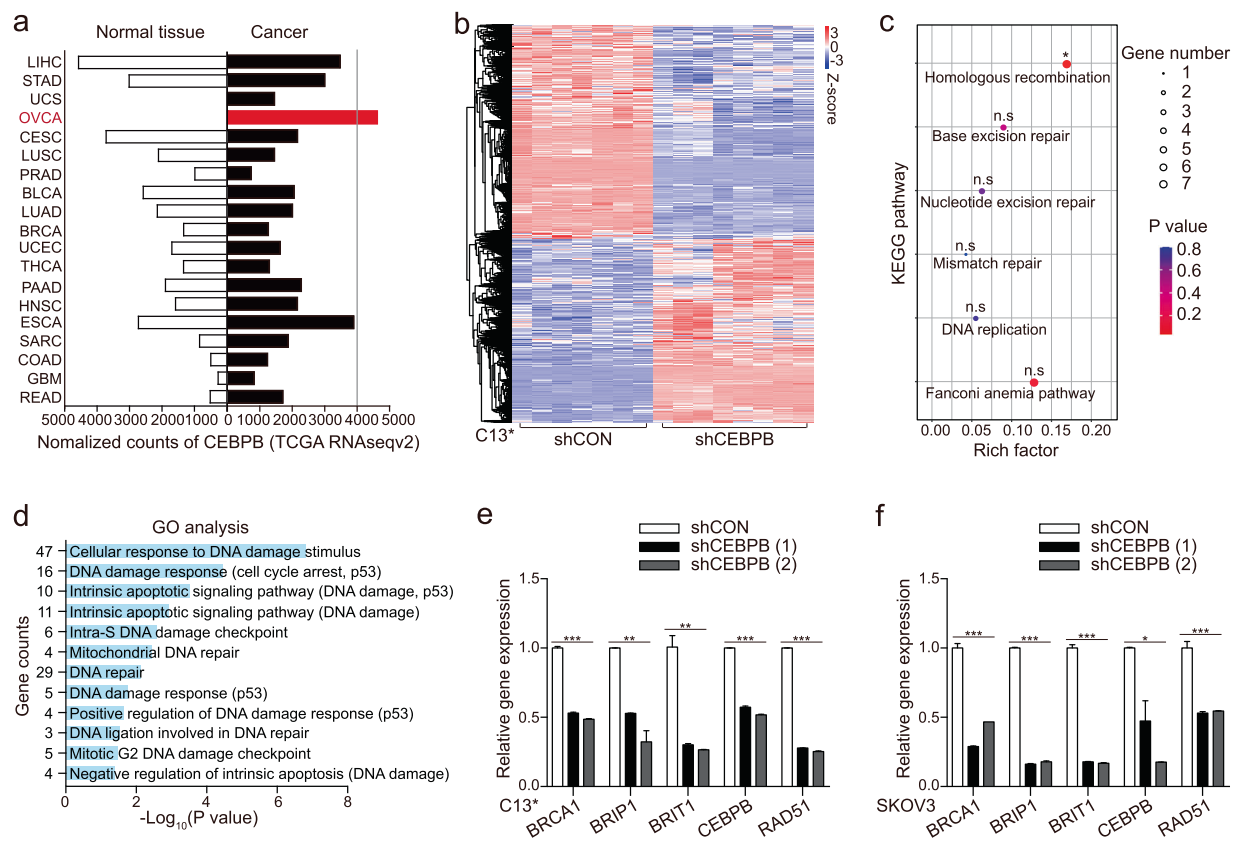 a
Normal tissue
Cancer
LIHC
STAD
UCS
OVCA
CESC
LUSC
PRAD
BLCA
LUAD
BRCA
UCEC
THCA
PAAD
HNSC
ESCA
SARC
COAD
GBM
READ
5000 4000 3000 2000 1000 0 1000 2000 3000 4000 5000
Nomalized counts of CEBPB (TCGA RNAseqv2)
b
3
0
-3
Z-score
C13*
shCON
shCEBPB
c
KEGG pathway
*
Homologous recombination
n.s
Base excision repair
n.s
Nucleotide excision repair
n.s
Mismatch repair
n.s
DNA replication
n.s
Fanconi anemia pathway
0.00 0.05 0.10 0.15 0.20
Rich factor
Gene number
1
2
3
4
5
6
7
P value
0.8
0.6
0.4
0.2
d
GO analysis
Gene counts
47 Cellular response to DNA damage stimulus
16 DNA damage response (cell cycle arrest, p53)
10 Intrinsic apoptotic signaling pathway (DNA damage, p53)
11 Intrinsic apoptotic signaling pathway (DNA damage)
6 Intra-S DNA damage checkpoint
4 Mitochondrial DNA repair
29 DNA repair
5 DNA damage response (p53)
4 Positive regulation of DNA damage response (p53)
3 DNA ligation involved in DNA repair
5 Mitotic G2 DNA damage checkpoint
4 Negative regulation of intrinsic apoptosis (DNA damage)
0 2 4 6 8
-Log10(P value)
e
shCON
shCEBPB (1)
shCEBPB (2)
Relative gene expression
1.5
1.0
0.5
0.0
*** ** ** *** ***
C13*
BRCA1 BRIP1 BRIT1 CEBPB RAD51
f
shCON
shCEBPB (1)
shCEBPB (2)
Relative gene expression
1.5
1.0
0.5
0.0
*** *** *** * ***
SKOV3
BRCA1 BRIP1 BRIT1 CEBPB RAD51